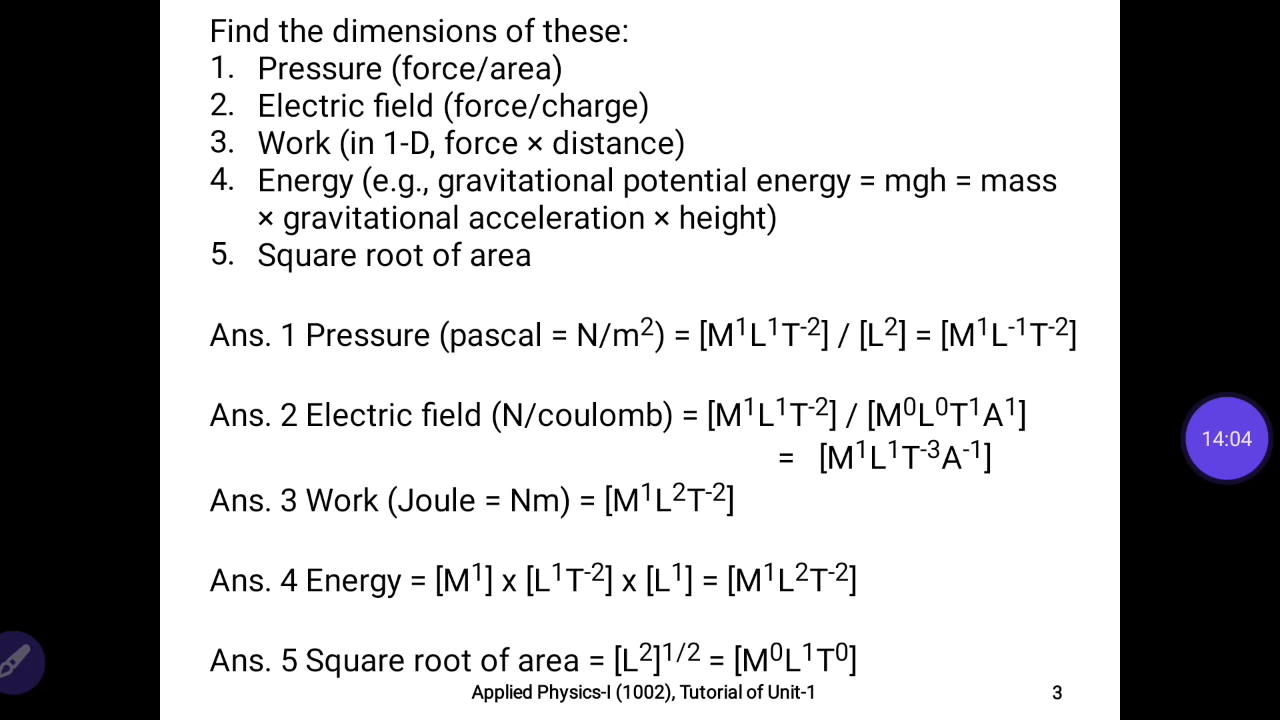 Find the dimensions of these:
1. Pressure (force/area)
2. Electric field (force/charge)
3. Work (in 1-D, force × distance)
4. Energy (e.g., gravitational potential energy = mgh = mass
× gravitational acceleration × height)
5. Square root of area
Ans. 1 Pressure (pascal = N/m²) = [M¹L¹T⁻²] / [L²] = [M¹L⁻¹T⁻²]
Ans. 2 Electric field (N/coulomb) = [M¹L¹T⁻²] / [M⁰L⁰T¹A¹]
= [M¹L¹T⁻³A⁻¹]
Ans. 3 Work (Joule = Nm) = [M¹L²T⁻²]
Ans. 4 Energy = [M¹] x [L¹T⁻²] x [L¹] = [M¹L²T⁻²]
Ans. 5 Square root of area = [L²]¹ᐟ² = [M⁰L¹T⁰]
Applied Physics-I (1002), Tutorial of Unit-1 3
14:04